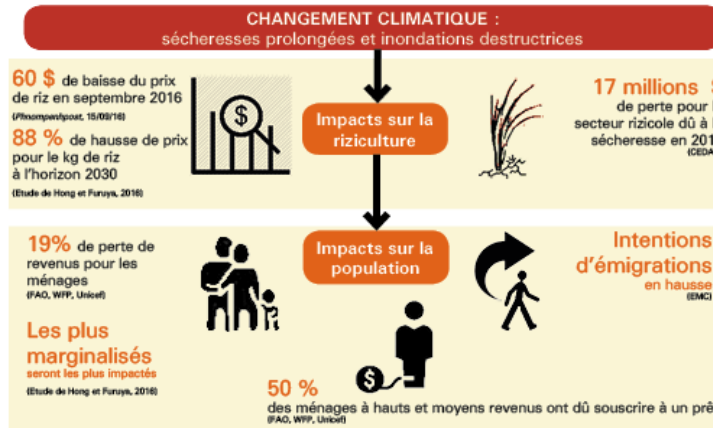 CHANGEMENT CLIMATIQUE :
sécheresses prolongées et inondations destructrices
60 $ de baisse du prix
de riz en septembre 2016
(Phnompenhpost, 15/09/16)
88 % de hausse de prix
pour le kg de riz
à l'horizon 2030
(Etude de Hong et Furuya, 2016)
$
Impacts sur la
riziculture
17 millions $
de perte pour l
secteur rizicole dû à l
sécheresse en 201
(CEDA
19% de perte de
revenus pour les
ménages
(FAO, WFP, Unicef)
Les plus
marginalisés
seront les plus impactés
(Etude de Hong et Furuya, 2016)
Impacts sur la
population
Intentions
d'émigrations
en hausse
(EMC)
$
50 %
des ménages à hauts et moyens revenus ont dû souscrire à un prê
(FAO, WFP, Unicef)